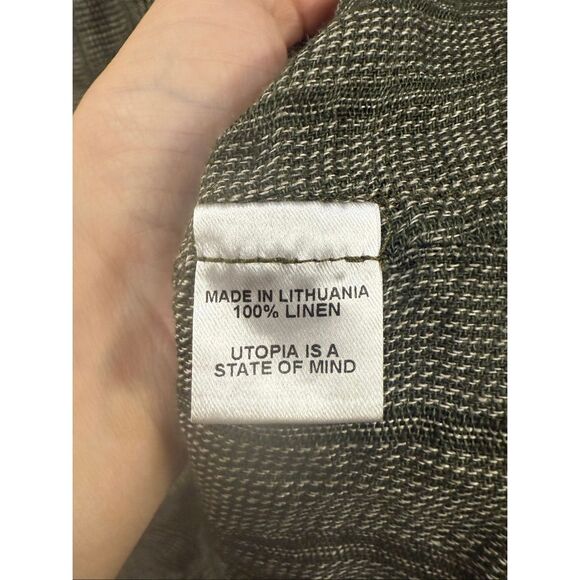 MADE IN LITHUANIA
100% LINEN
UTOPIA IS A
STATE OF MIND